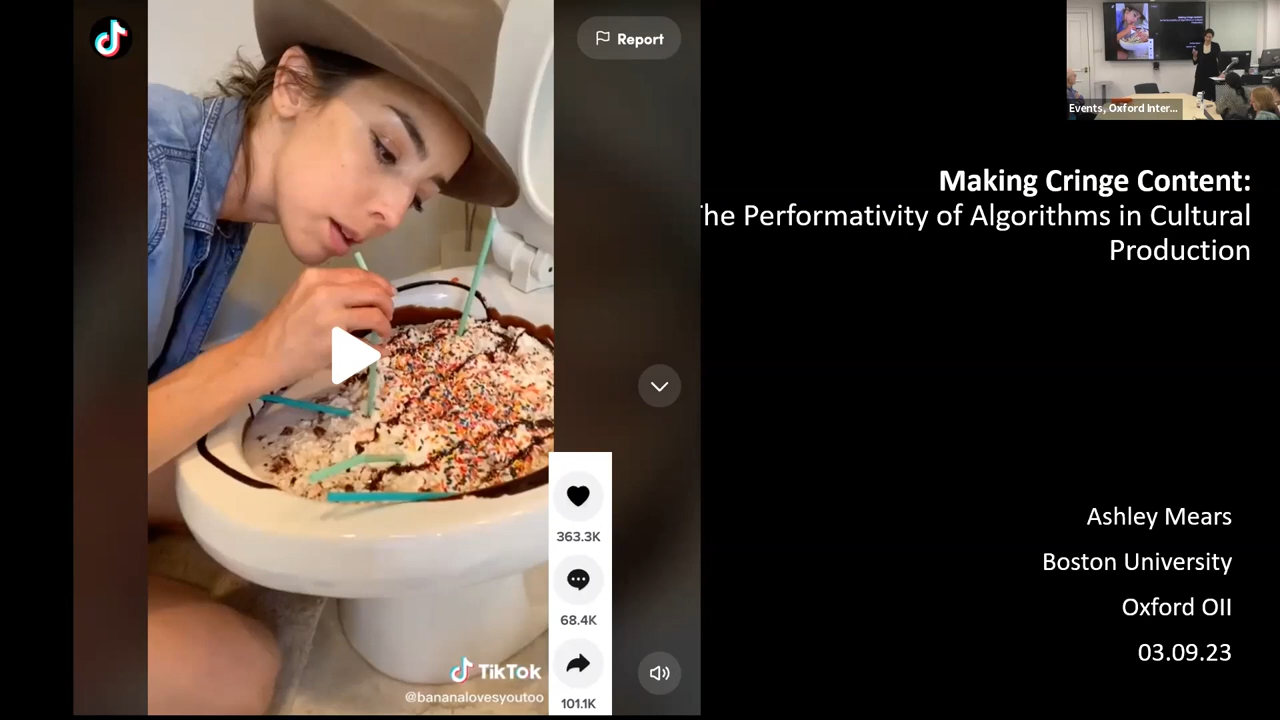 Report
Events, Oxford Inter...
Making Cringe Content:
The Performativity of Algorithms in Cultural
Production
363.3K
68.4K
101.1K
TikTok
@bananalovesyoutoo
Ashley Mears
Boston University
Oxford OII
03.09.23